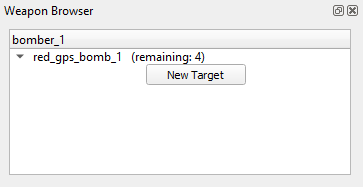 Weapon Browser
bomber_1
red_gps_bomb_1 (remaining: 4)
New Target